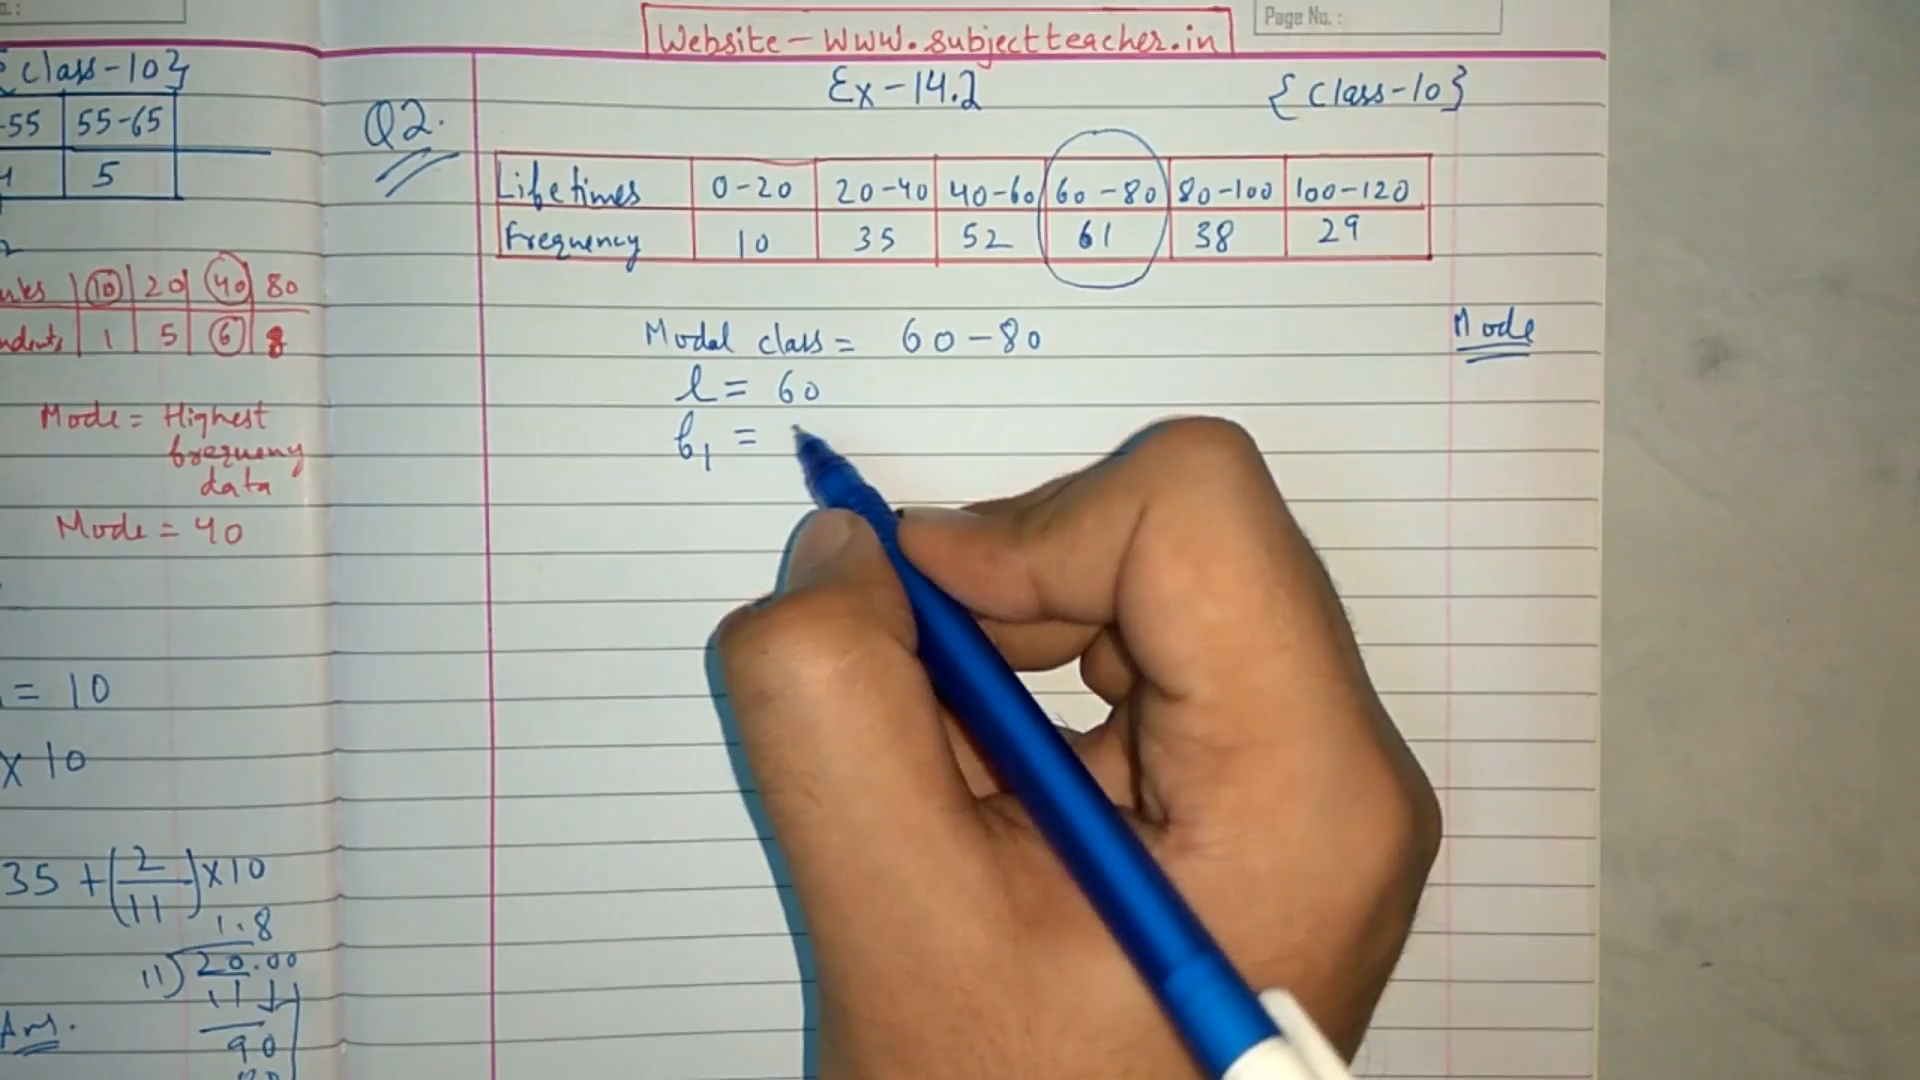 Page No. :
Website - www.subjectteacher.in
Class-10}
55-65
5
10 20 40 80
1 5 6 8
Mode = Highest
frequeny
data
Mode = 40
= 10
x 10
35 + (2/11) x 10
1.8
11) 20.00
11
90
Ans.
Ex - 14.2
{Class-10}
Q2.
Lifetimes 0-20 20-40 40-60 60-80 80-100 100-120
Frequency 10 35 52 61 38 29
Modal class = 60-80
Mode
l = 60
f1 =